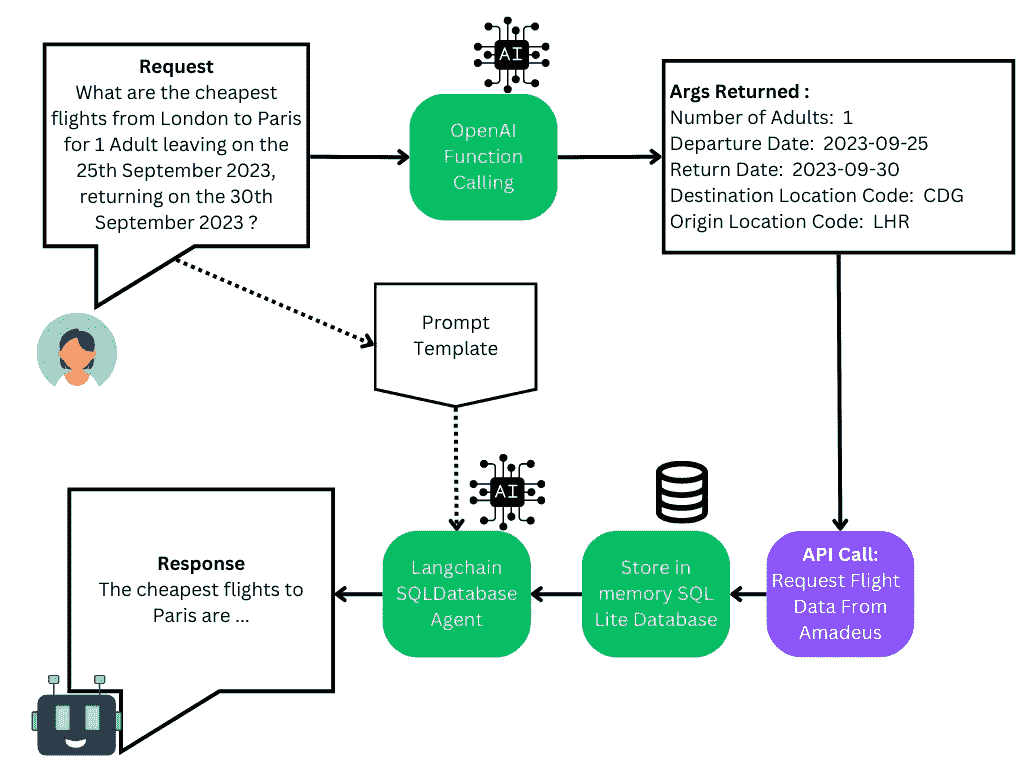 Request
What are the cheapest
flights from London to Paris
for 1 Adult leaving on the
25th September 2023,
returning on the 30th
September 2023 ?
AI
OpenAI
Function
Calling
Args Returned :
Number of Adults: 1
Departure Date: 2023-09-25
Return Date: 2023-09-30
Destination Location Code: CDG
Origin Location Code: LHR
Prompt
Template
Response
The cheapest flights to
Paris are ...
AI
Langchain
SQLDatabase
Agent
Store in
memory SQL
Lite Database
API Call:
Request Flight
Data From
Amadeus